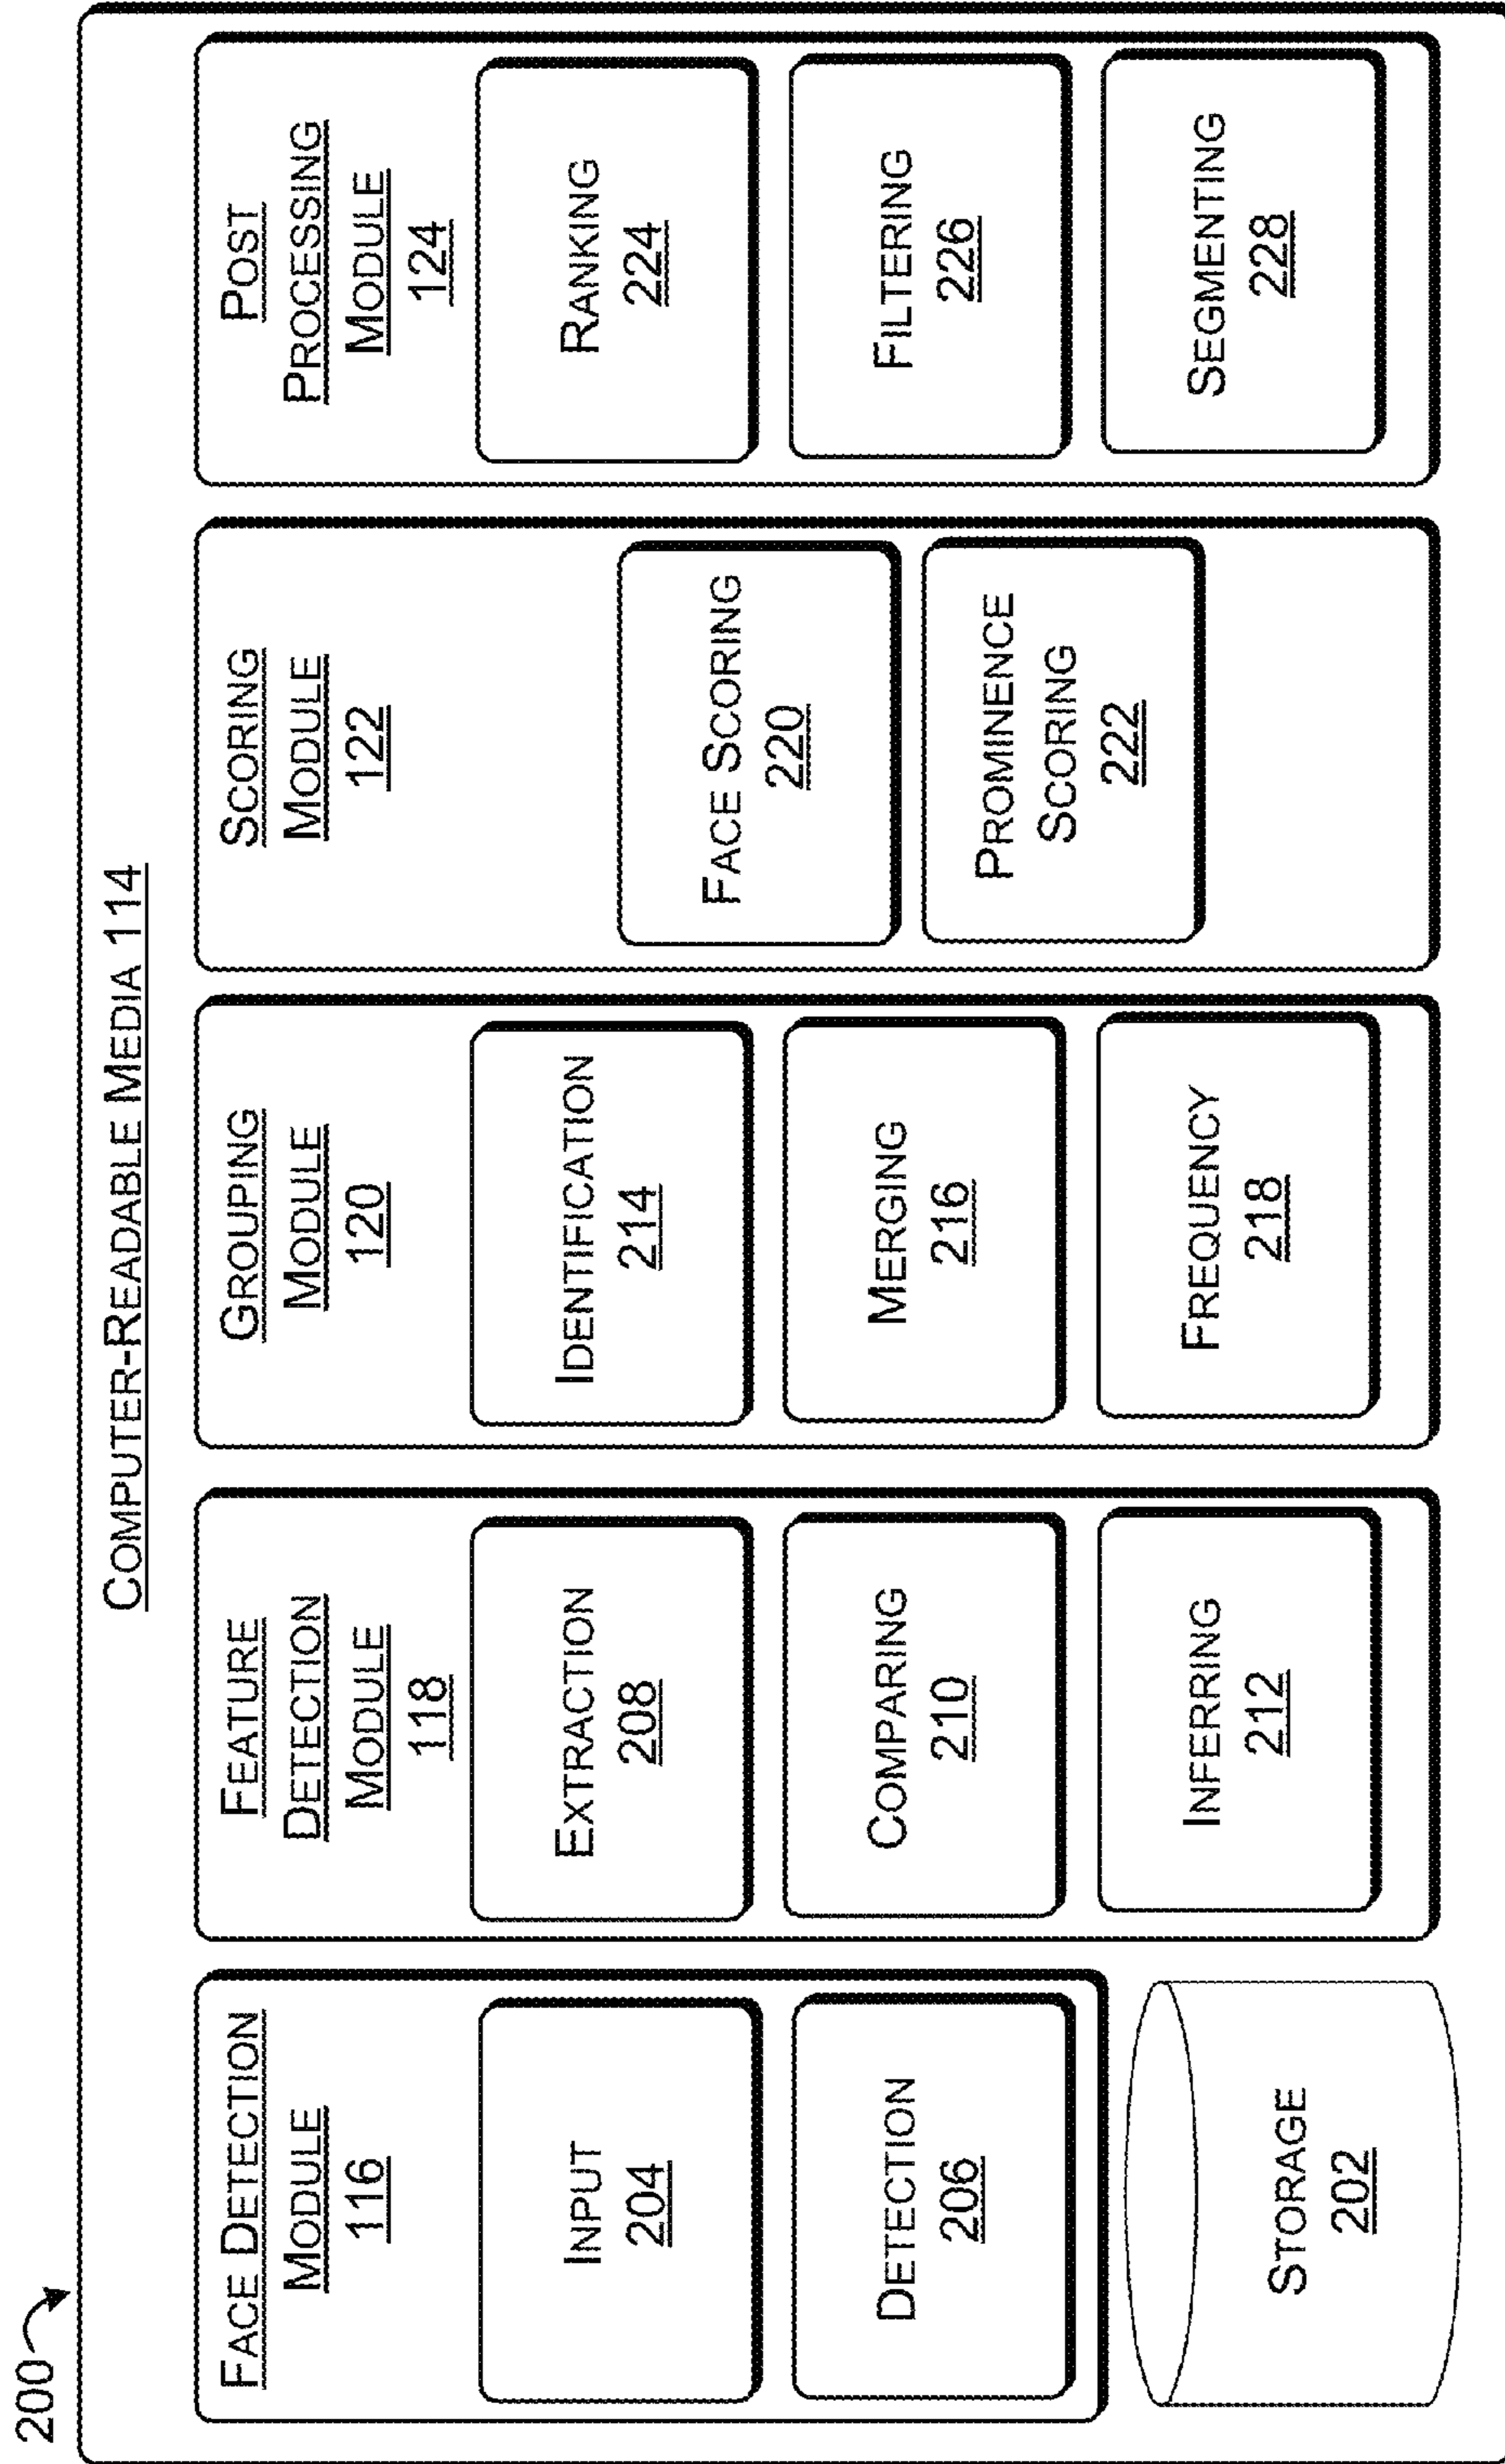 200
COMPUTER-READABLE MEDIA 114
FACE DETECTION
MODULE
116
INPUT
204
DETECTION
206
STORAGE
202
FEATURE
DETECTION
MODULE
118
EXTRACTION
208
COMPARING
210
INFERRING
212
GROUPING
MODULE
120
IDENTIFICATION
214
MERGING
216
FREQUENCY
218
SCORING
MODULE
122
FACE SCORING
220
PROMINENCE
SCORING
222
POST
PROCESSING
MODULE
124
RANKING
224
FILTERING
226
SEGMENTING
228